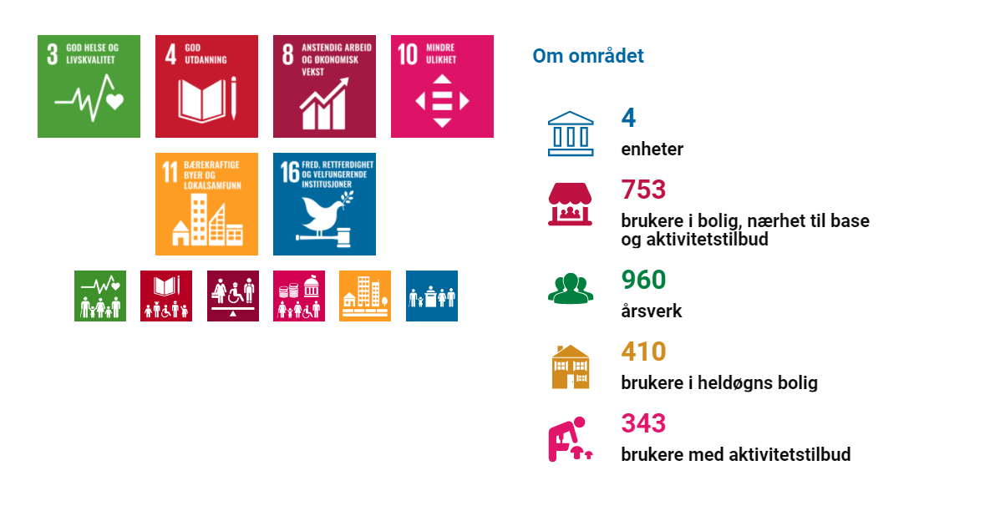 3 GOD HELSE OG
LIVSKVALITET
4 GOD
UTDANNING
8 ANSTENDIG ARBEID
OG ØKONOMISK
VEKST
10 MINDRE
ULIKHET
11 BÆREKRAFTIGE
BYER OG
LOKALSAMFUNN
16 FRED, RETTFERDIGHET
OG VELFUNGERENDE
INSTITUSJONER
Om området
4
enheter
753
brukere i bolig, nærhet til base
og aktivitetstilbud
960
årsverk
410
brukere i heldøgns bolig
343
brukere med aktivitetstilbud